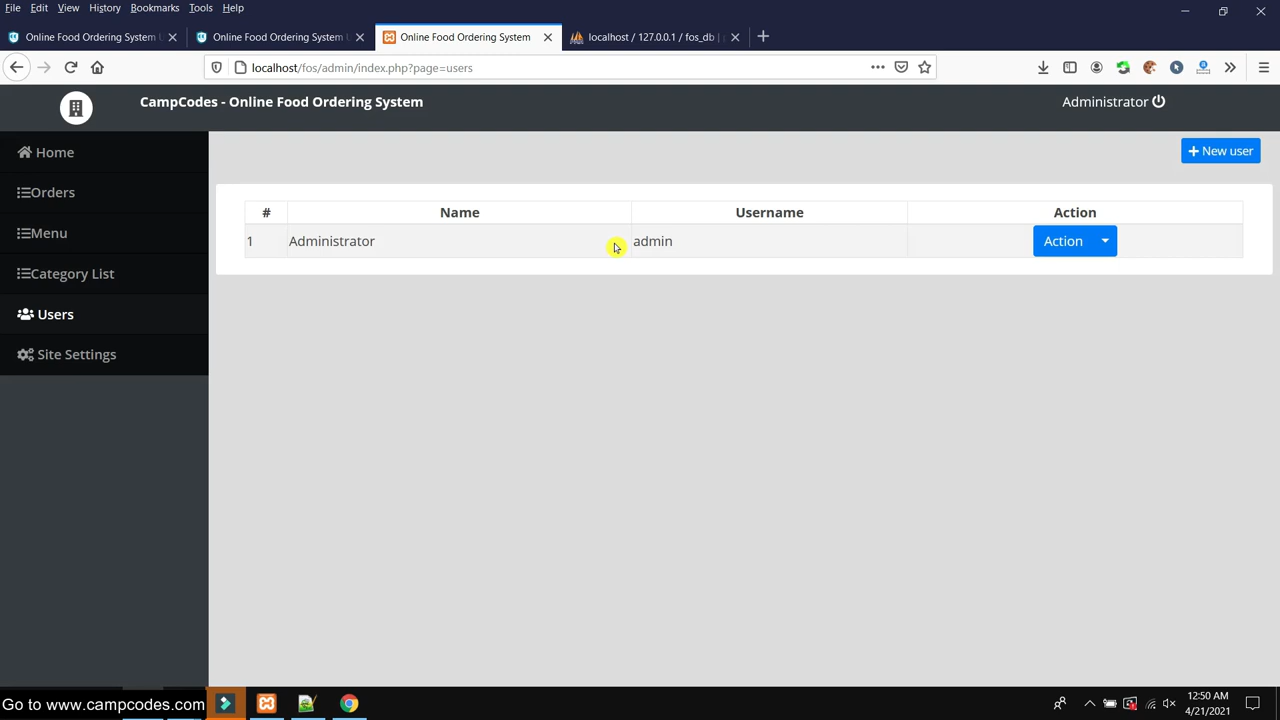 File Edit View History Bookmarks Tools Help
Online Food Ordering System U
Online Food Ordering System U
Online Food Ordering System
localhost / 127.0.0.1 / fos_db |
localhost/fos/admin/index.php?page=users
CampCodes - Online Food Ordering System
Administrator
Home
Orders
Menu
Category List
Users
Site Settings
+ New user
# Name Username Action
1 Administrator admin Action
Go to www.campcodes.com
12:50 AM
4/21/2021